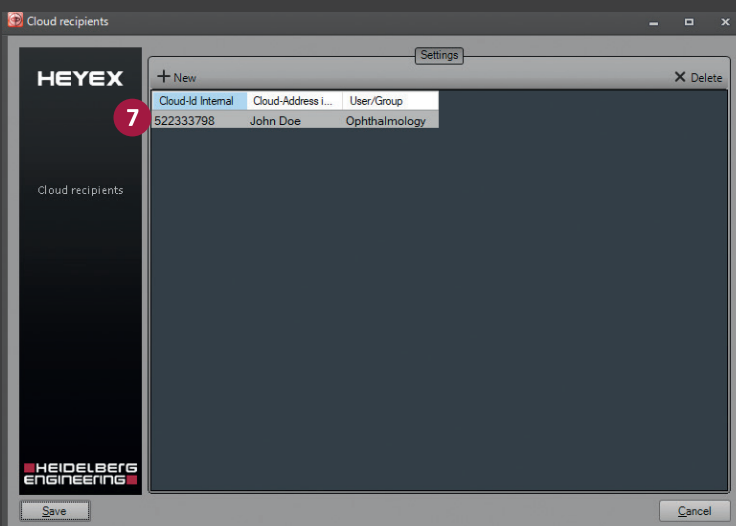 Cloud recipients
Settings
HEYEX
New
Delete
Cloud-Id Internal Cloud-Address i... User/Group
7
522333798 John Doe Ophthalmology
Cloud recipients
HEIDELBERG
ENGINEERING
Save
Cancel